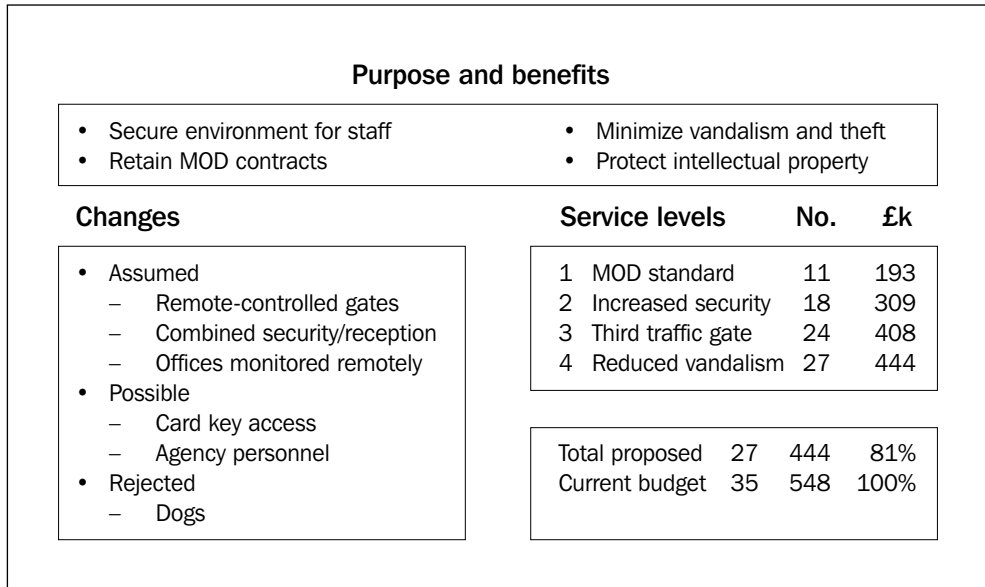 Purpose and benefits
• Secure environment for staff
• Retain MOD contracts
• Minimize vandalism and theft
• Protect intellectual property
Changes
• Assumed
– Remote-controlled gates
– Combined security/reception
– Offices monitored remotely
• Possible
– Card key access
– Agency personnel
• Rejected
– Dogs
Service levels No. £k
1 MOD standard 11 193
2 Increased security 18 309
3 Third traffic gate 24 408
4 Reduced vandalism 27 444
Total proposed 27 444 81%
Current budget 35 548 100%